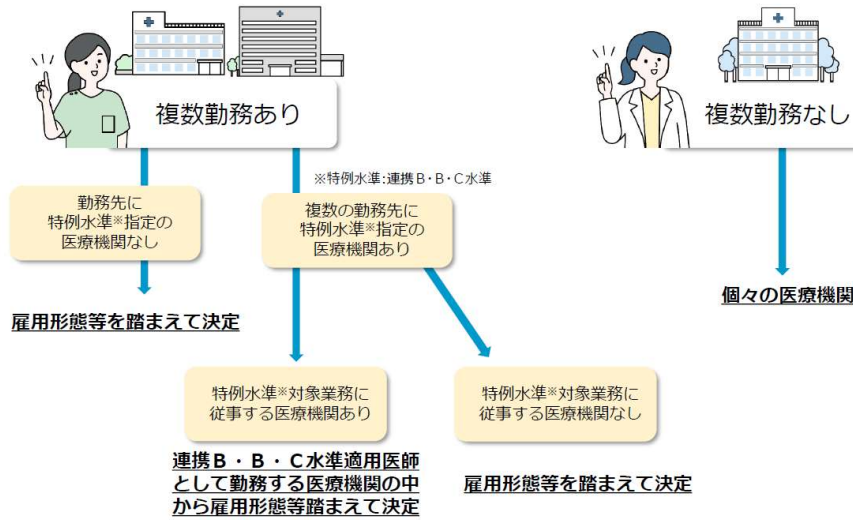 複数勤務あり
複数勤務なし
※特例水準:連携B・B・C水準
勤務先に
特例水準※指定の
医療機関なし
複数の勤務先に
特例水準※指定の
医療機関あり
雇用形態等を踏まえて決定
個々の医療機関
特例水準※対象業務に
従事する医療機関あり
特例水準※対象業務に
従事する医療機関なし
連携B・B・C水準適用医師
として勤務する医療機関の中
から雇用形態等踏まえて決定
雇用形態等を踏まえて決定